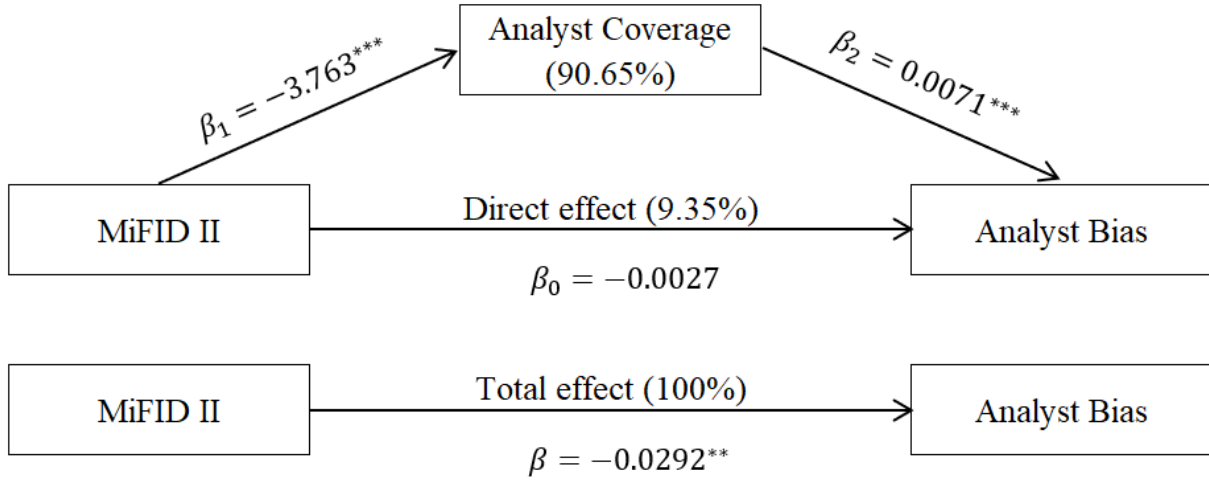 Analyst Coverage
(90.65%)
β₁ = −3.763***
β₂ = 0.0071***
MiFID II
Direct effect (9.35%)
Analyst Bias
β₀ = −0.0027
MiFID II
Total effect (100%)
Analyst Bias
β = −0.0292**